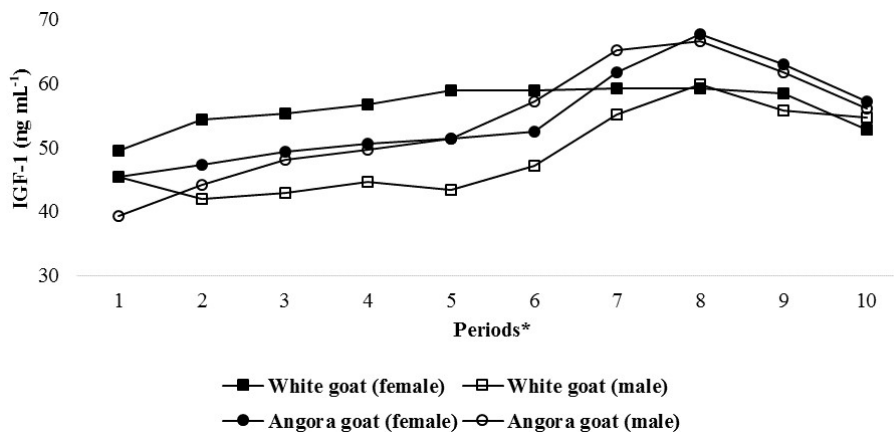 70
60
50
40
30
IGF-1 (ng mL-1)
1 2 3 4 5 6 7 8 9 10
Periods*
White goat (female) White goat (male)
Angora goat (female) Angora goat (male)